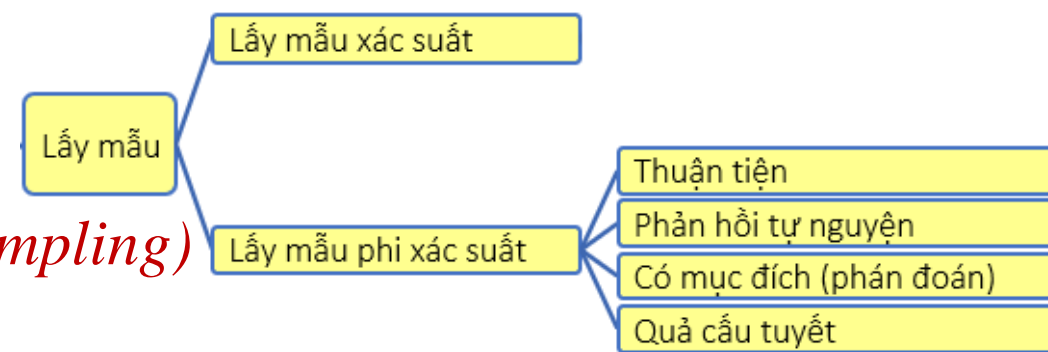 Lấy mẫu xác suất
Lấy mẫu
Thuận tiện
Phản hồi tự nguyện
mpling)
Lấy mẫu phi xác suất
Có mục đích (phán đoán)
Quả cấu tuyết